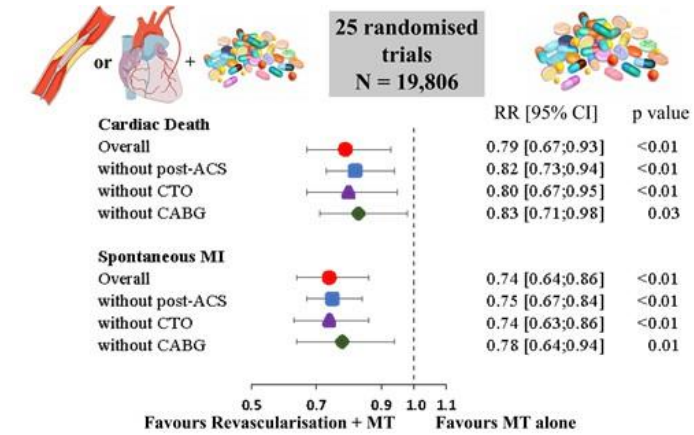 or
+
25 randomised
trials
N = 19,806
RR [95% CI] p value
Cardiac Death
Overall 0.79 [0.67;0.93] <0.01
without post-ACS 0.82 [0.73;0.94] <0.01
without CTO 0.80 [0.67;0.95] <0.01
without CABG 0.83 [0.71;0.98] 0.03
Spontaneous MI
Overall 0.74 [0.64;0.86] <0.01
without post-ACS 0.75 [0.67;0.84] <0.01
without CTO 0.74 [0.63;0.86] <0.01
without CABG 0.78 [0.64;0.94] 0.01
0.5 0.7 0.9 1.0 1.1
Favours Revascularisation + MT Favours MT alone